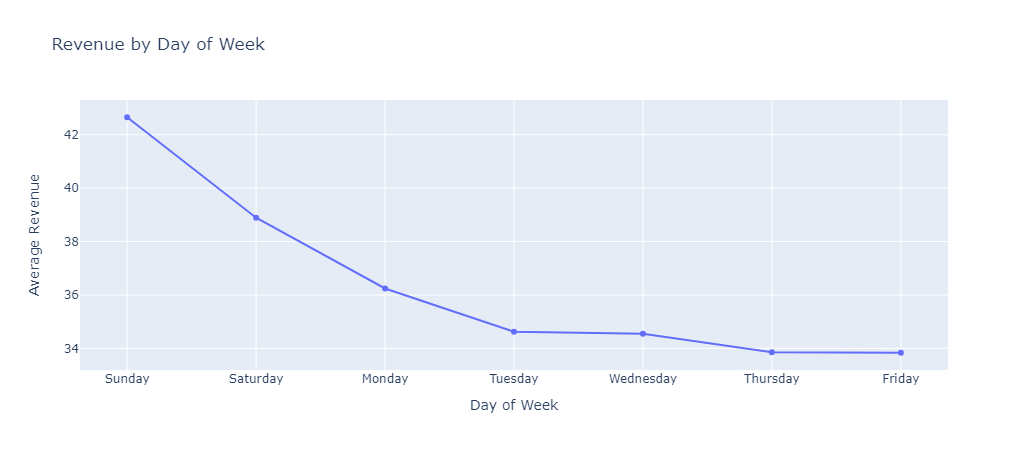 Revenue by Day of Week
Average Revenue
42
40
38
36
34
Sunday Saturday Monday Tuesday Wednesday Thursday Friday
Day of Week